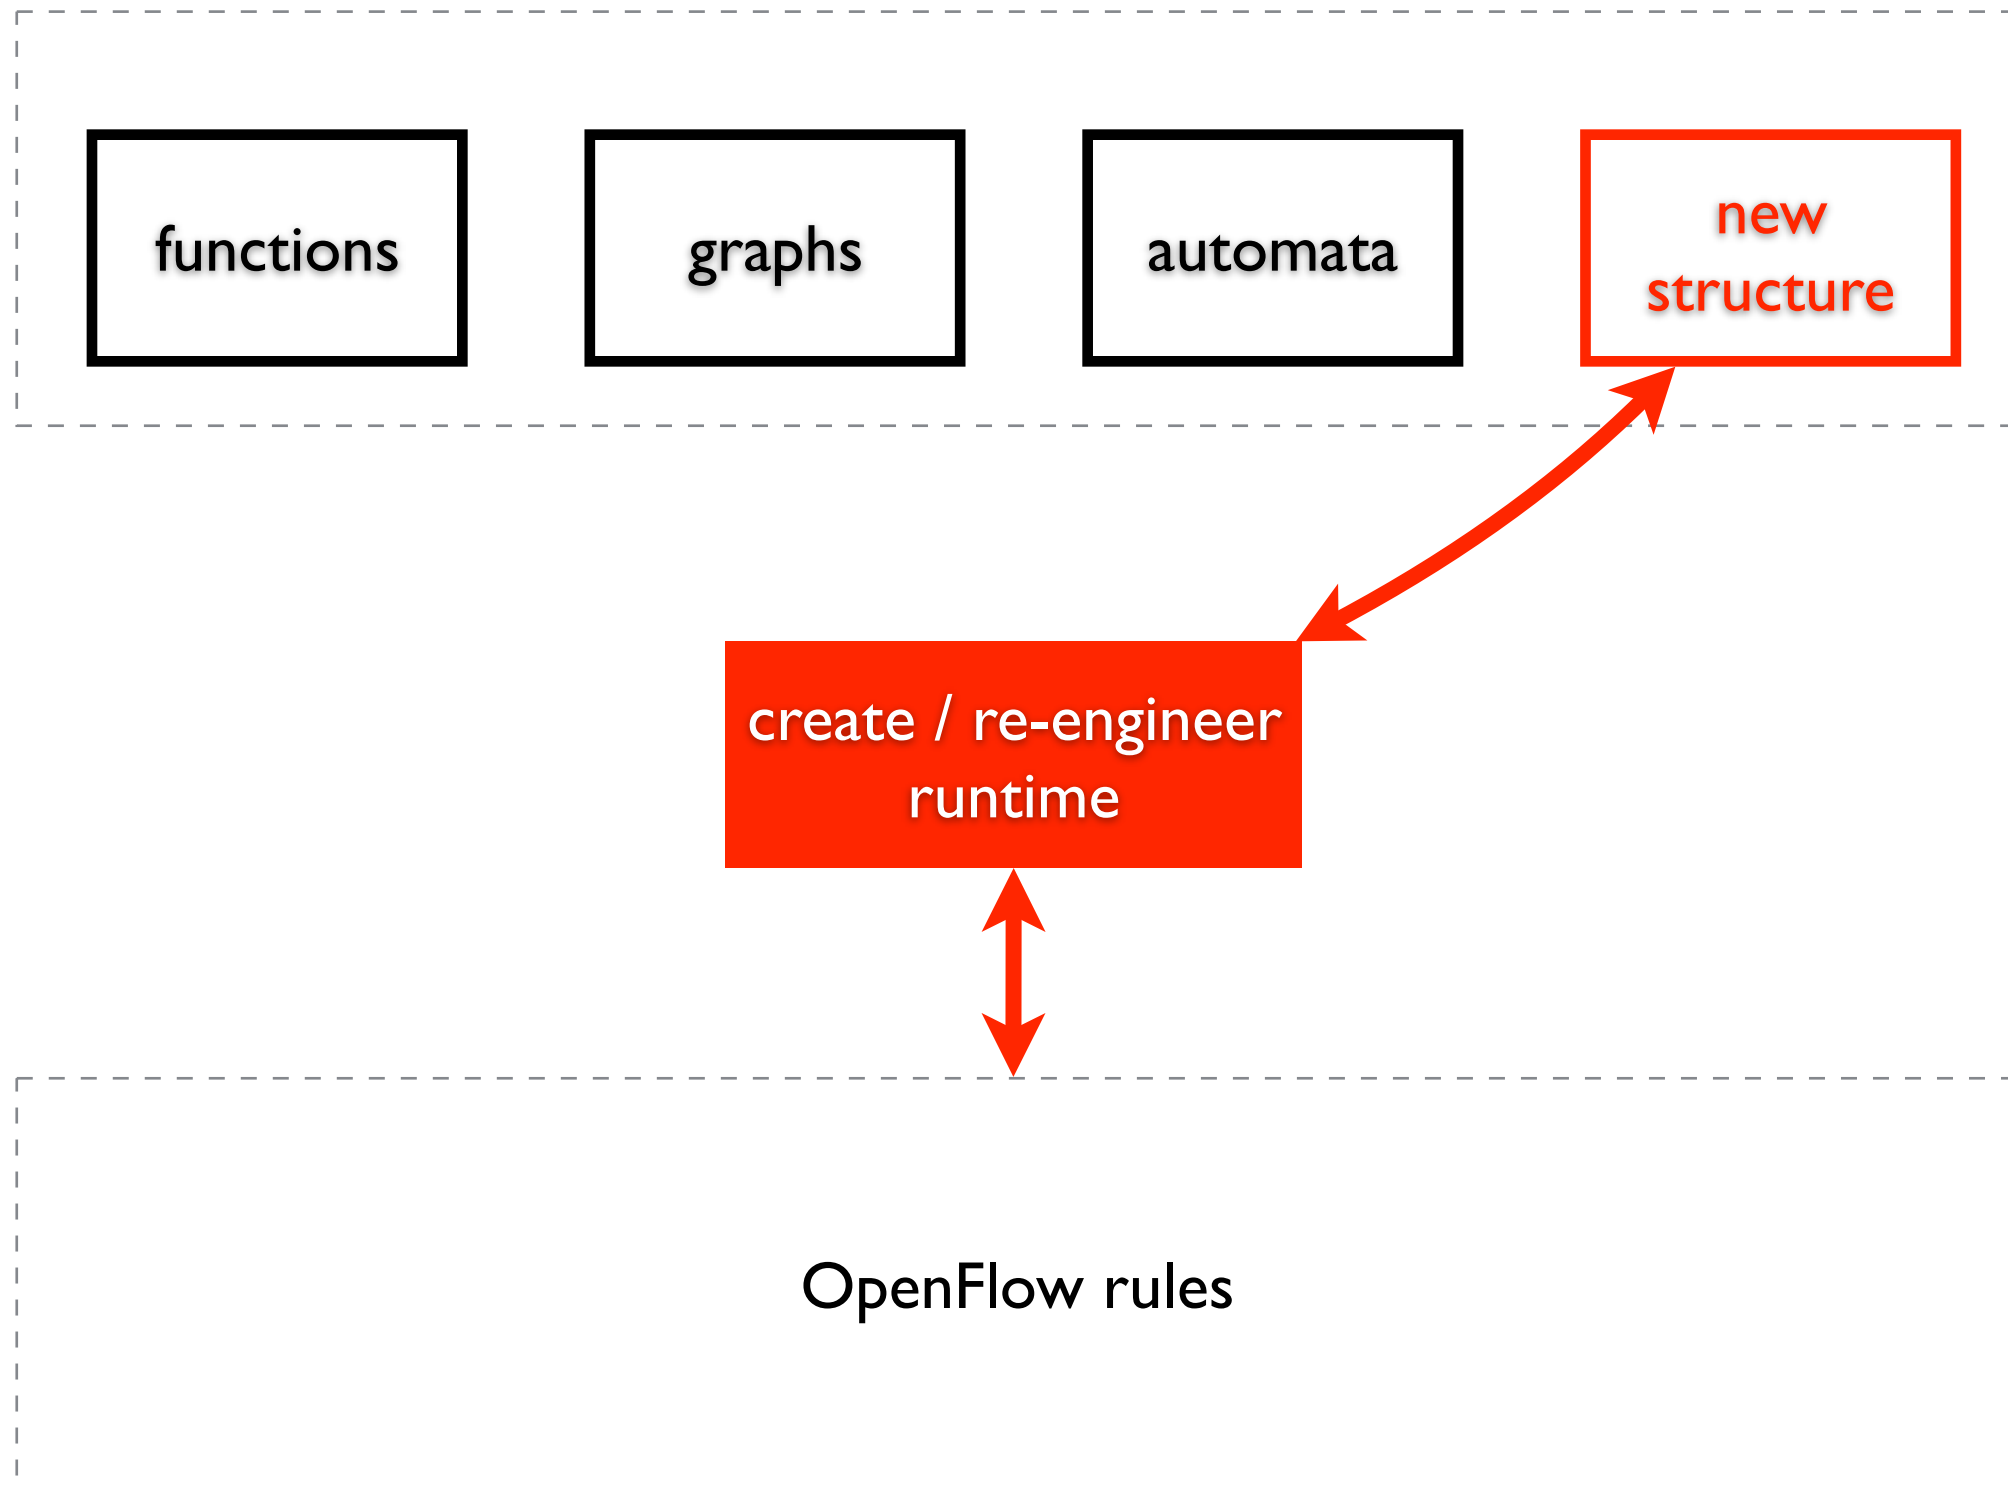 functions
graphs
automata
new
structure
create / re-engineer
runtime
OpenFlow rules